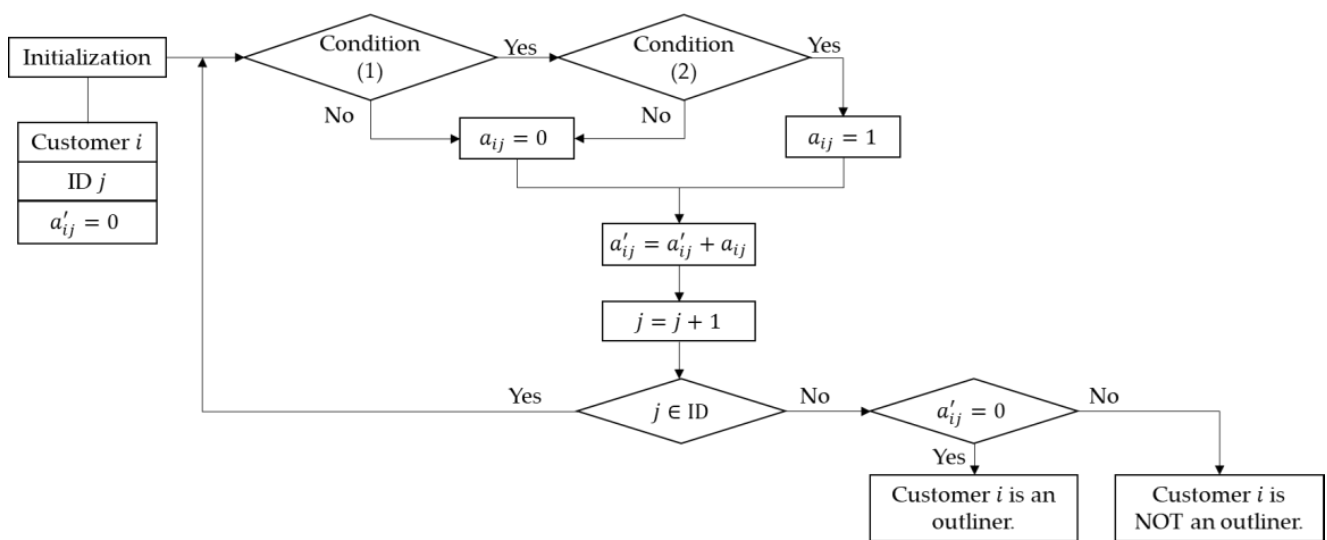 Initialization
Customer i
ID j
a′ij = 0
Condition
(1)
Yes
No
Condition
(2)
Yes
No
aij = 0
aij = 1
a′ij = a′ij + aij
j = j + 1
j ∈ ID
Yes
No
a′ij = 0
Yes
No
Customer i is an
outliner.
Customer i is
NOT an outliner.